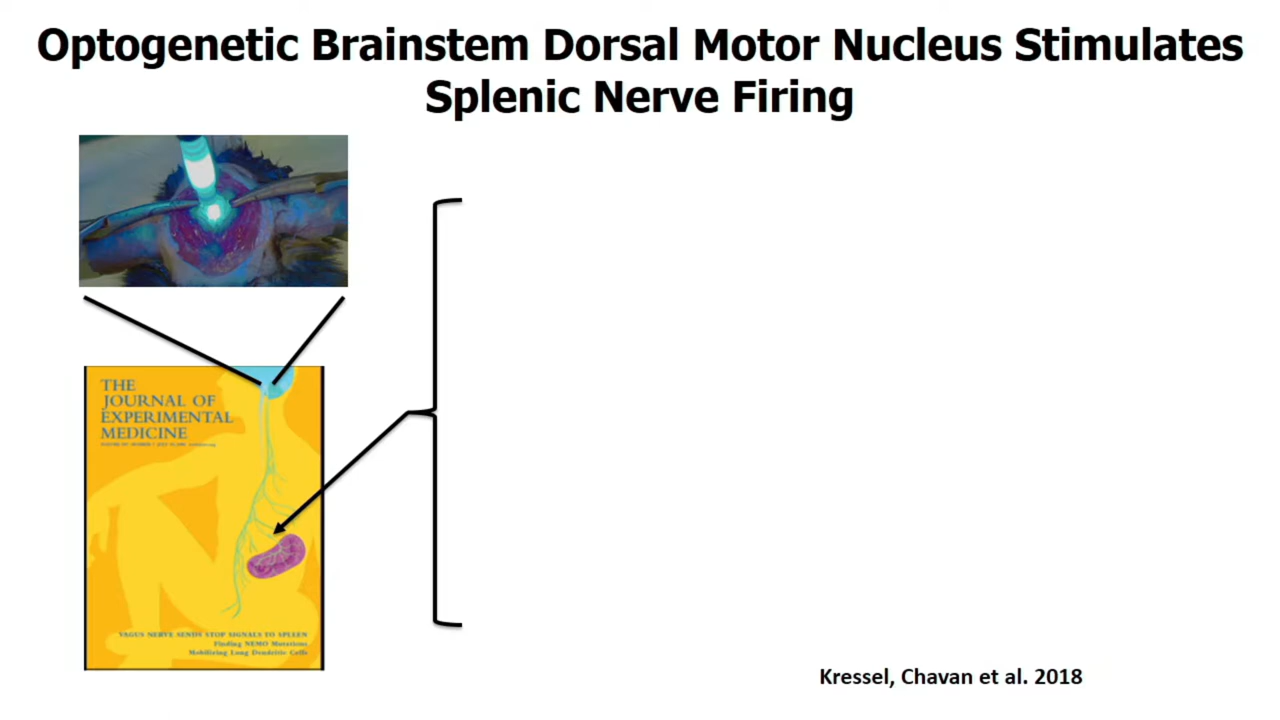 Optogenetic Brainstem Dorsal Motor Nucleus Stimulates
Splenic Nerve Firing
THE
JOURNAL OF
EXPERIMENTAL
MEDICINE
VAGUS NERVE SENDS STOP SIGNALS TO SPLEEN
Finding NEMO Mutations
Mobilizing Lung Dendritic Cells
Kressel, Chavan et al. 2018